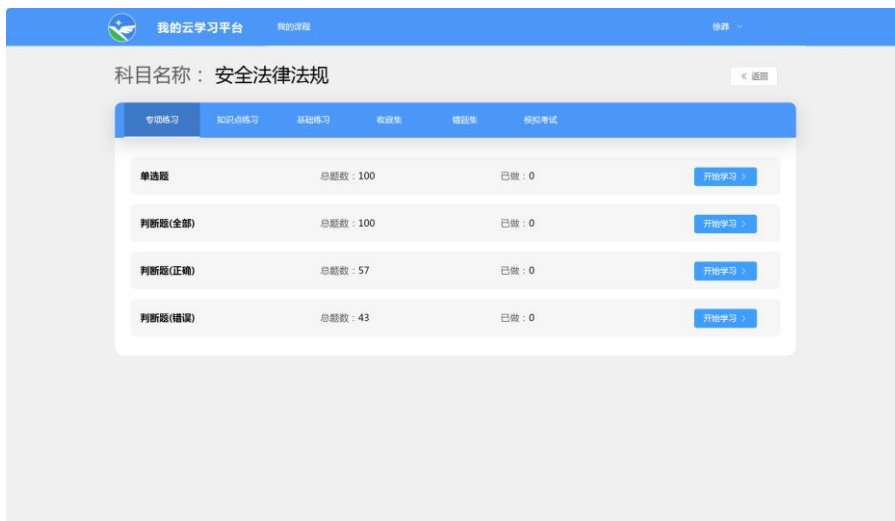 我的云学习平台 我的课程
科目名称： 安全法律法规 《 返回
专项练习 知识点练习 基础练习 收藏集 错题集 模拟考试
单选题 总题数：100 已做：0 开始学习 >
判断题(全部) 总题数：100 已做：0 开始学习 >
判断题(正确) 总题数：57 已做：0 开始学习 >
判断题(错误) 总题数：43 已做：0 开始学习 >